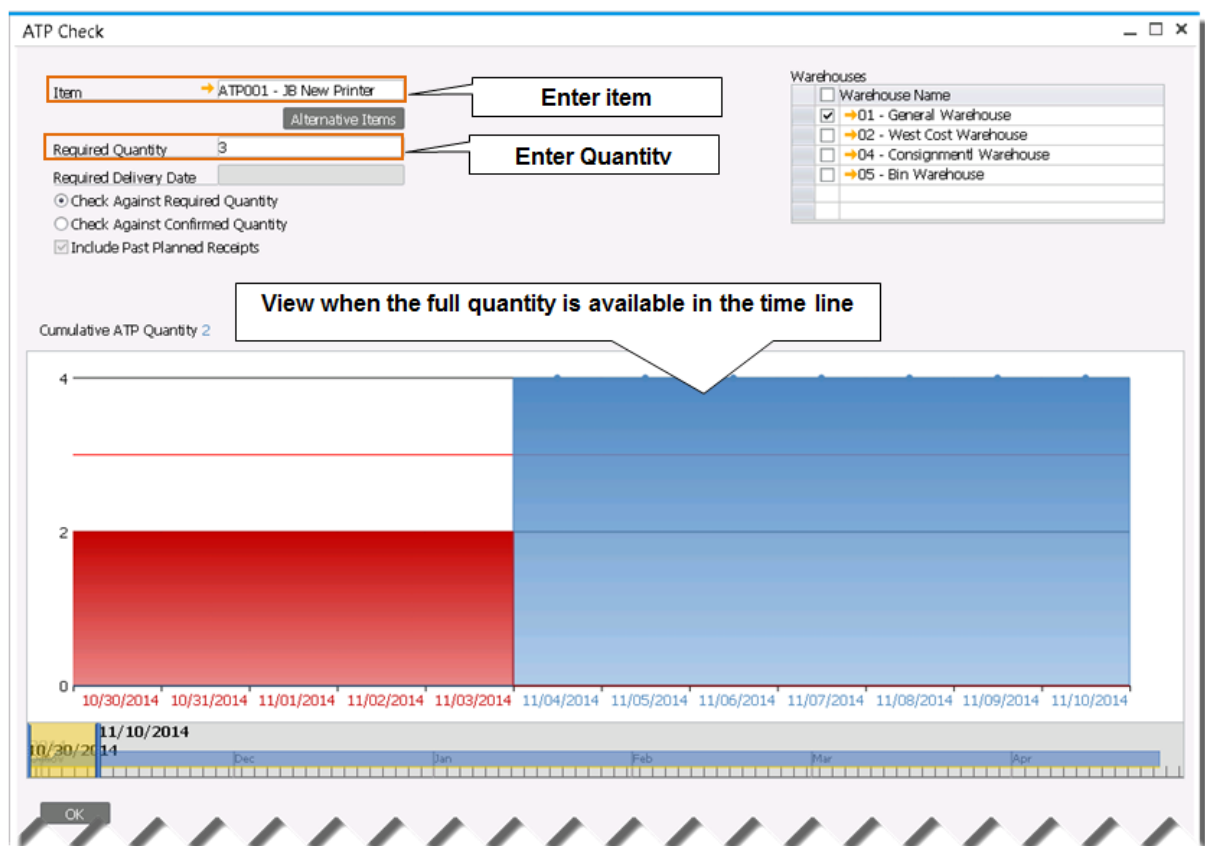 ATP Check
Item
ATP001 - JB New Printer
Enter item
Alternative Items
Required Quantity
3
Enter Quantity
Required Delivery Date
Check Against Required Quantity
Check Against Confirmed Quantity
Include Past Planned Receipts
Warehouses
Warehouse Name
01 - General Warehouse
02 - West Cost Warehouse
04 - Consignmentl Warehouse
05 - Bin Warehouse
View when the full quantity is available in the time line
Cumulative ATP Quantity 2
4
2
0
10/30/2014 10/31/2014 11/01/2014 11/02/2014 11/03/2014 11/04/2014 11/05/2014 11/06/2014 11/07/2014 11/08/2014 11/09/2014 11/10/2014
11/10/2014
10/30/2014
Dec Jan Feb Mar Apr
OK